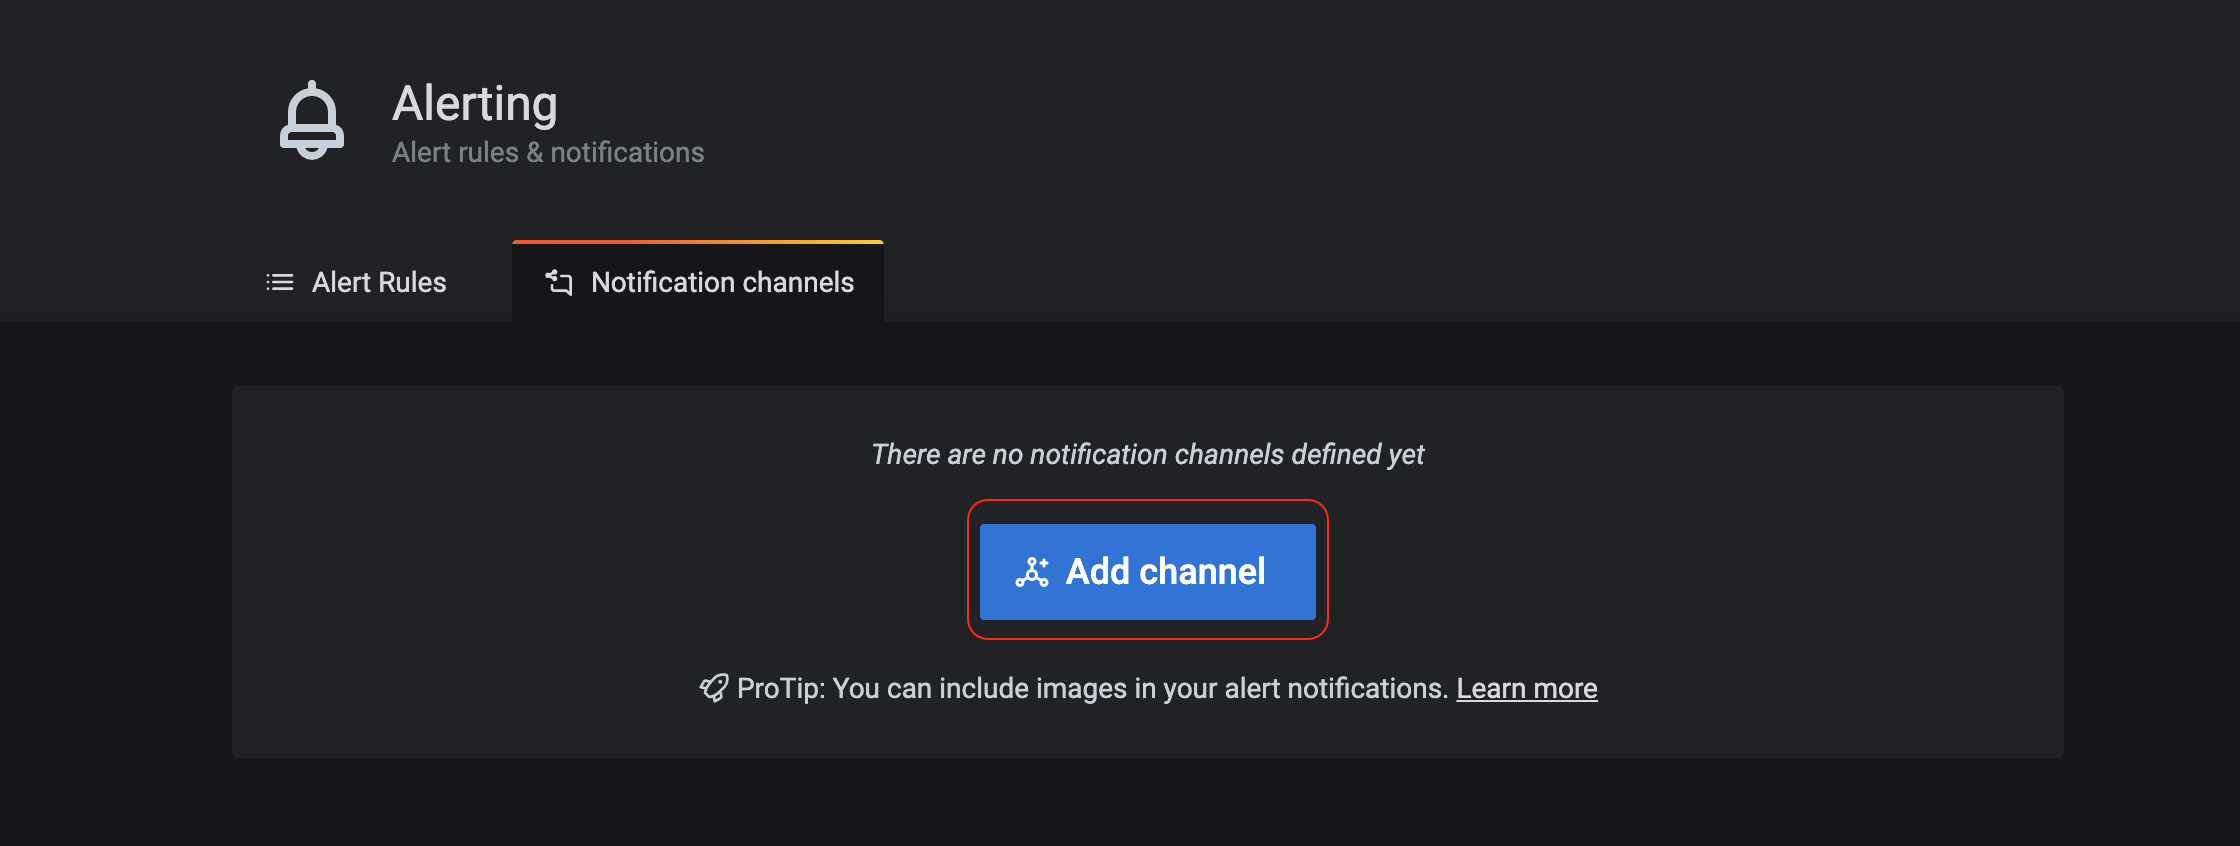 Alerting
Alert rules & notifications
Alert Rules
Notification channels
There are no notification channels defined yet
Add channel
ProTip: You can include images in your alert notifications. Learn more